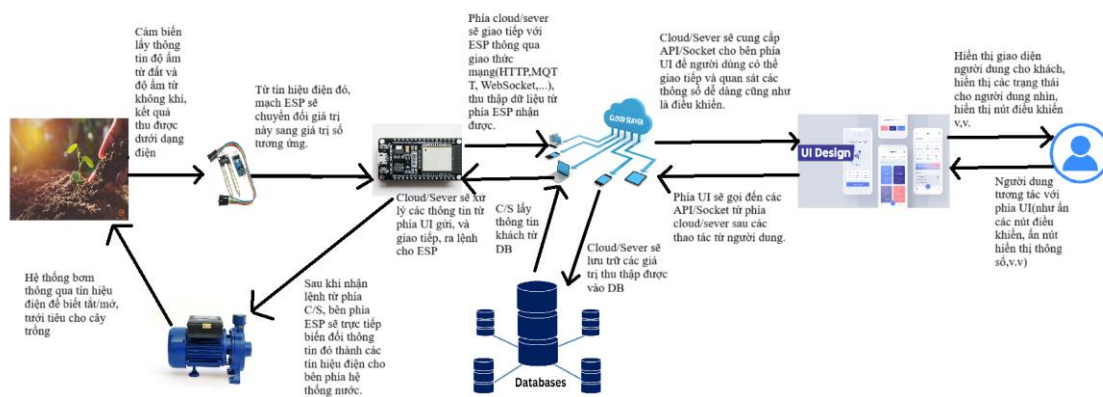 Cảm biến
lấy thông
tin độ ẩm
từ đất và
độ ẩm từ
không khí,
kết quả
thu được
dưới dạng
điện
Từ tín hiệu điện đó,
mạch ESP sẽ
chuyển đổi giá trị
này sang giá trị số
tương ứng.
Phía cloud/sever
sẽ giao tiếp với
ESP thông qua
giao thức
mạng(HTTP,MQT
T, WebSocket,...),
thu thập dữ liệu từ
phía ESP nhận
được.
CLOUD SERVER
Cloud/Sever sẽ cung cấp
API/Socket cho bên phía
UI để người dùng có thể
giao tiếp và quan sát các
thông số dễ dàng cũng như
là điều khiển.
UI Design
Hiển thị giao diện
người dung cho khách,
hiển thị các trạng thái
cho người dung nhìn,
hiển thị nút điều khiển
v,v.
Người dung
tương tác với
phía UI(như ấn
các nút điều
khiển, ấn nút
hiển thị thông
số,v.v)
Phía UI sẽ gọi đến các
API/Socket từ phía
cloud/sever sau các
thao tác từ người dung.
Cloud/Sever sẽ xử
lý các thông tin từ
phía UI gửi, và
giao tiếp, ra lệnh
cho ESP
C/S lấy
thông tin
khách từ
DB
Cloud/Sever sẽ
lưu trữ các giá
trị thu thập được
vào DB
Databases
Sau khi nhận
lệnh từ phía
C/S, bên phía
ESP sẽ trực tiếp
biến đổi thông
tin đó thành các
tín hiệu điện cho
bên phía hệ
thống nước.
Hệ thống bơm
thông qua tín hiệu
điện để biết tắt/mở,
tưới tiêu cho cây
trồng